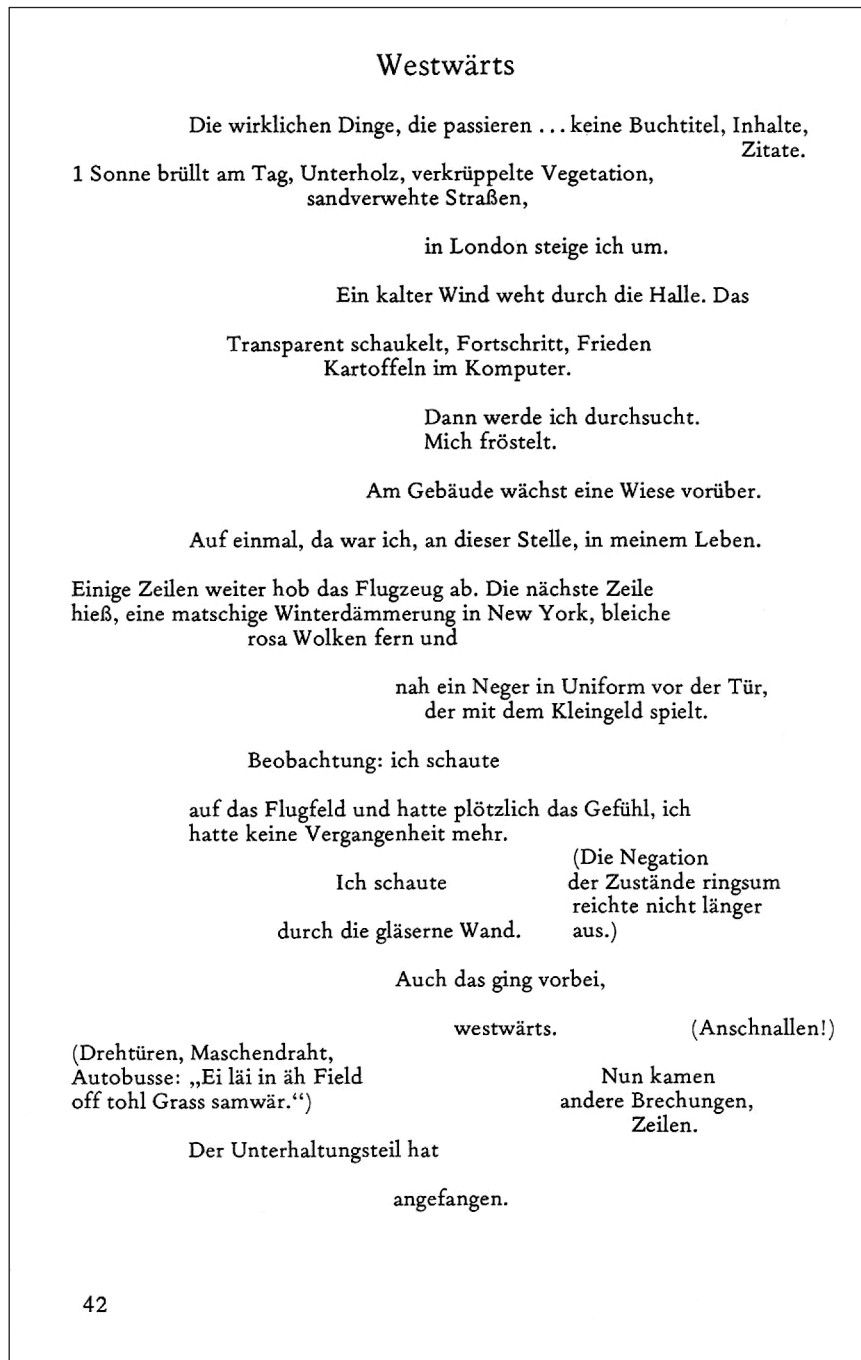 Westwärts
Die wirklichen Dinge, die passieren ... keine Buchtitel, Inhalte,
Zitate.
1 Sonne brüllt am Tag, Unterholz, verkrüppelte Vegetation,
sandverwehte Straßen,
in London steige ich um.
Ein kalter Wind weht durch die Halle. Das
Transparent schaukelt, Fortschritt, Frieden
Kartoffeln im Komputer.
Dann werde ich durchsucht.
Mich fröstelt.
Am Gebäude wächst eine Wiese vorüber.
Auf einmal, da war ich, an dieser Stelle, in meinem Leben.
Einige Zeilen weiter hob das Flugzeug ab. Die nächste Zeile
hieß, eine matschige Winterdämmerung in New York, bleiche
rosa Wolken fern und
nah ein Neger in Uniform vor der Tür,
der mit dem Kleingeld spielt.
Beobachtung: ich schaute
auf das Flugfeld und hatte plötzlich das Gefühl, ich
hatte keine Vergangenheit mehr.
Ich schaute
durch die gläserne Wand.
(Die Negation
der Zustände ringsum
reichte nicht länger
aus.)
Auch das ging vorbei,
westwärts. (Anschnallen!)
(Drehtüren, Maschendraht,
Autobusse: „Ei läi in äh Field
off tohl Grass samwär.“)
Nun kamen
andere Brechungen,
Zeilen.
Der Unterhaltungsteil hat
angefangen.
42